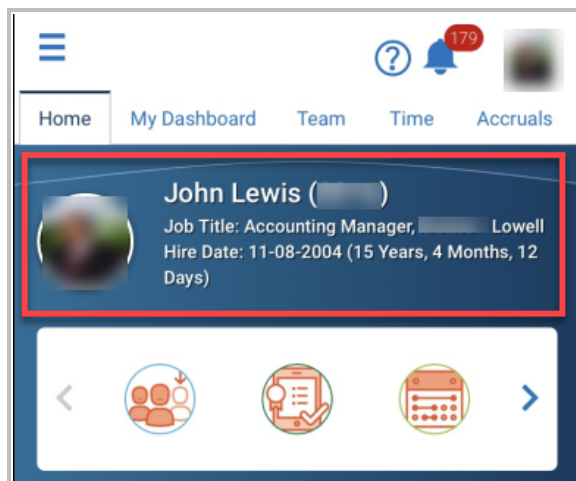 179
Home My Dashboard Team Time Accruals
John Lewis ( )
Job Title: Accounting Manager, Lowell
Hire Date: 11-08-2004 (15 Years, 4 Months, 12
Days)